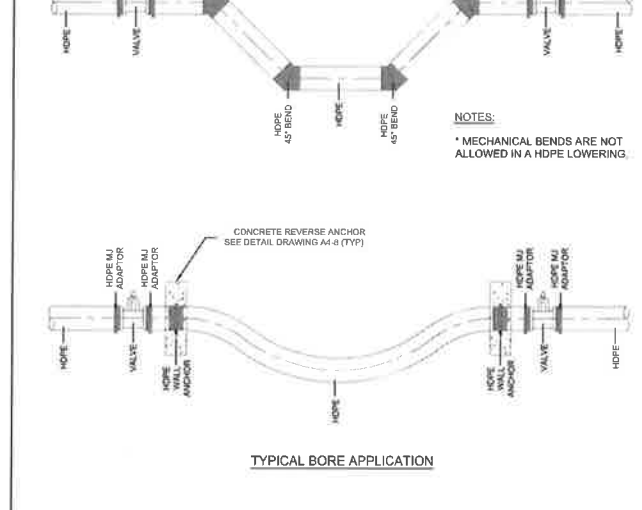 HDPE
VALVE
VALVE
HDPE
HDPE
45° BEND
HDPE
HDPE
45° BEND
NOTES:
* MECHANICAL BENDS ARE NOT
ALLOWED IN A HDPE LOWERING.
CONCRETE REVERSE ANCHOR
SEE DETAIL DRAWING A4-8 (TYP)
HDPE MJ
ADAPTOR
HDPE MJ
ADAPTOR
HDPE MJ
ADAPTOR
HDPE MJ
ADAPTOR
HDPE
VALVE
HDPE
WALL
ANCHOR
HDPE
HDPE
WALL
ANCHOR
VALVE
HDPE
TYPICAL BORE APPLICATION